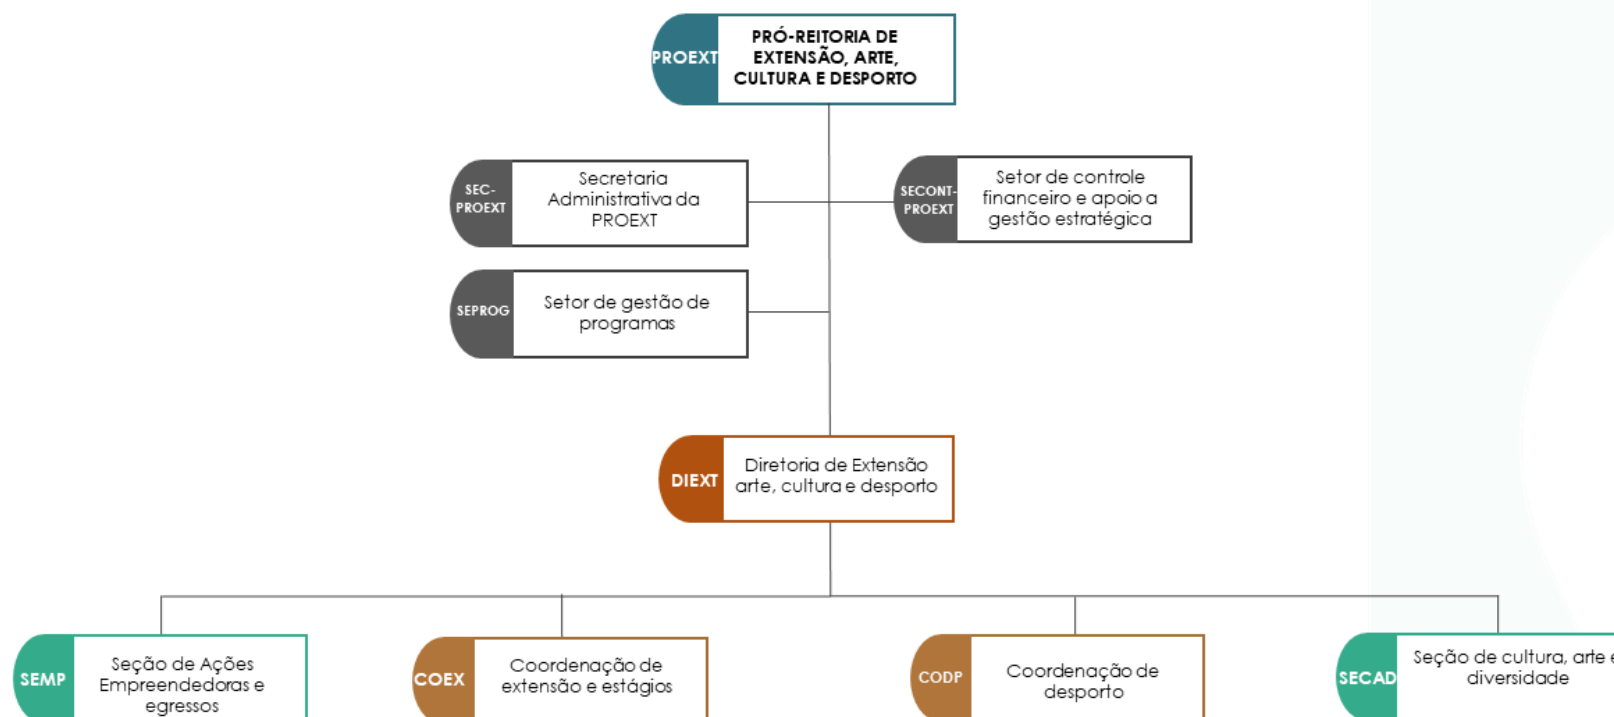 PROEXT
PRÓ-REITORIA DE
EXTENSÃO, ARTE,
CULTURA E DESPORTO
SEC-
PROEXT
Secretaria
Administrativa da
PROEXT
SECONT-
PROEXT
Setor de controle
financeiro e apoio a
gestão estratégica
SEPROG
Setor de gestão de
programas
DIEXT
Diretoria de Extensão
arte, cultura e desporto
SEMP
Seção de Ações
Empreendedoras e
egressos
COEX
Coordenação de
extensão e estágios
CODP
Coordenação de
desporto
SECAD
Seção de cultura, arte e
diversidade